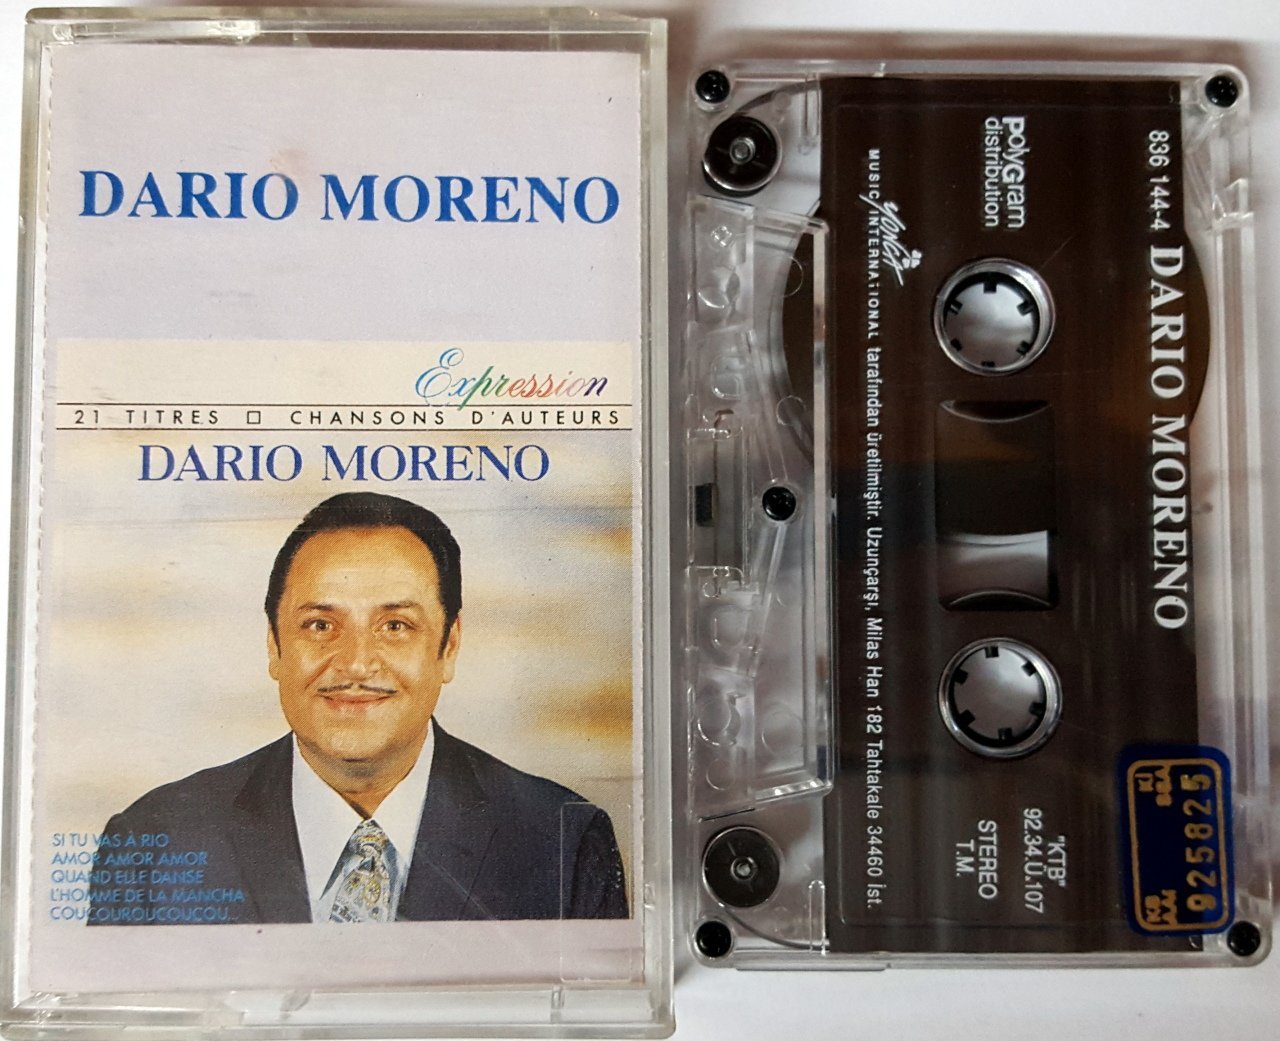 DARIO MORENO
Expression
21 TITRES □ CHANSONS D'AUTEURS
DARIO MORENO
SI TU VAS À RIO
AMOR AMOR AMOR
QUAND ELLE DANSE
L'HOMME DE LA MANCHA
COUCOUROUCOUCOU...
836 144-4 DARIO MORENO
PolyGram
distribution
YONCA
MUSIC INTERNATIONAL tarafından üretilmiştir. Uzunçarşı, Milas Han 182 Tahtakale 34460 İst.
"KTB"
92.34.Ü.107
STEREO
T.M.
925825